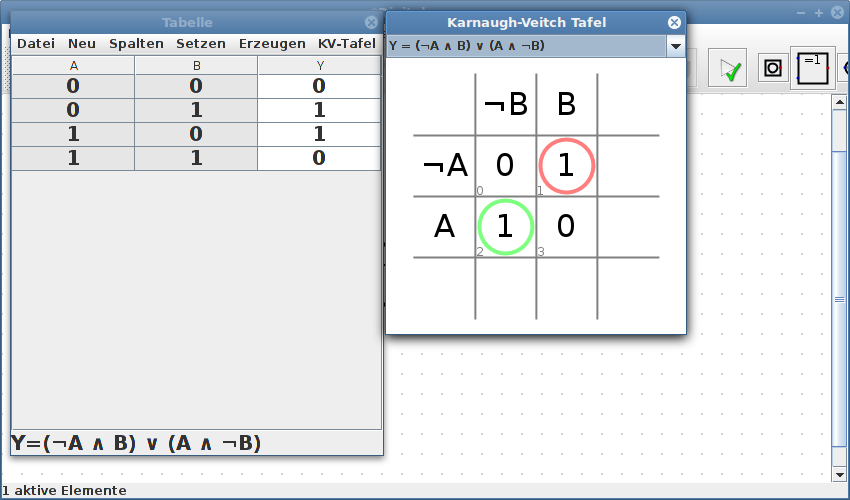 Tabelle
Datei Neu Spalten Setzen Erzeugen KV-Tafel
A B Y
0 0 0
0 1 1
1 0 1
1 1 0
Y=(¬A ∧ B) ∨ (A ∧ ¬B)
Karnaugh-Veitch Tafel
Y = (¬A ∧ B) ∨ (A ∧ ¬B)
¬B B
¬A 0 1
0 1
A 1 0
2 3
=1
1 aktive Elemente